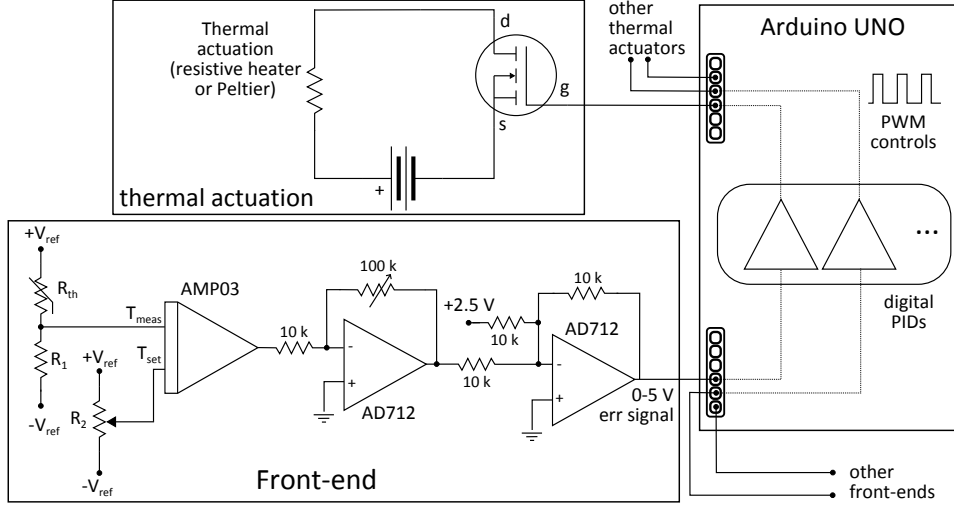 Thermal
actuation
(resistive heater
or Peltier)
d
g
s
+
thermal actuation
other
thermal
actuators
Arduino UNO
PWM
controls
...
digital
PIDs
+Vref
Rth
R1
-Vref
+Vref
R2
-Vref
Tmeas
Tset
AMP03
10 k
100 k
-
+
AD712
+2.5 V
10 k
10 k
10 k
AD712
-
+
0-5 V
err signal
Front-end
other
front-ends